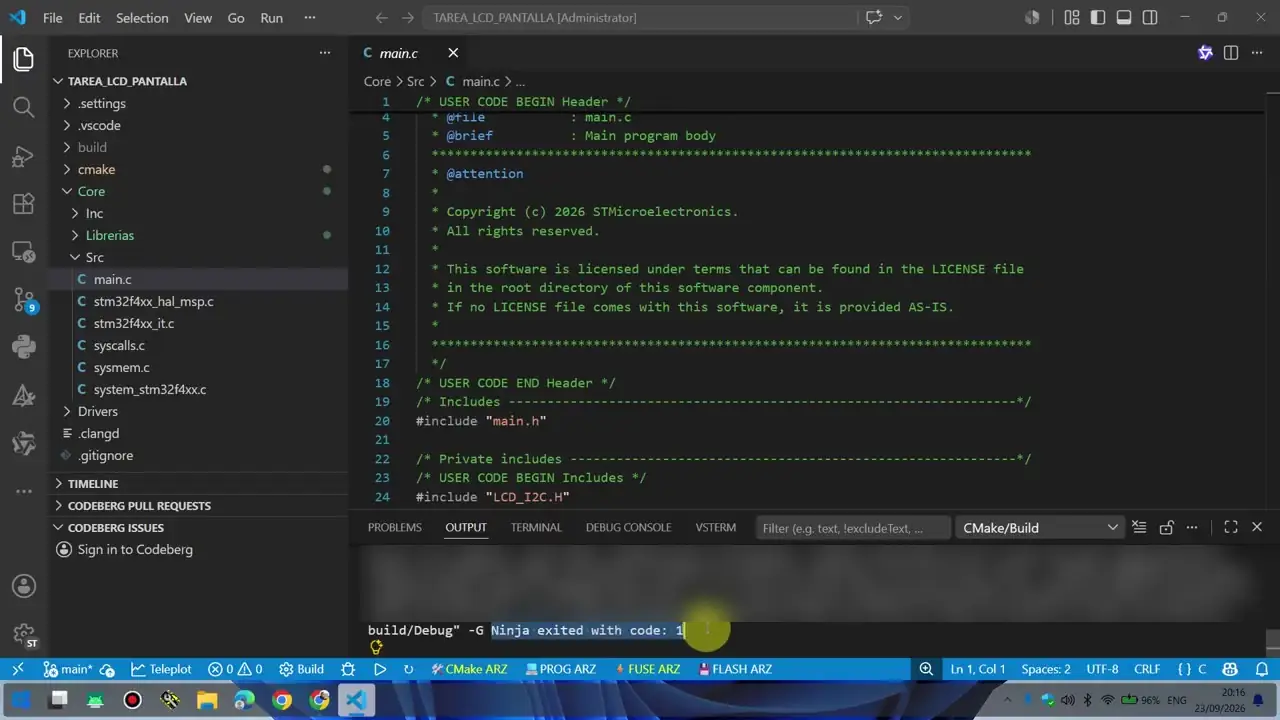 File Edit Selection View Go Run ···
TAREA_LCD_PANTALLA [Administrator]
EXPLORER ···
TAREA_LCD_PANTALLA
.settings
.vscode
build
cmake
Core
Inc
Librerias
Src
main.c
stm32f4xx_hal_msp.c
stm32f4xx_it.c
syscalls.c
sysmem.c
system_stm32f4xx.c
Drivers
.clangd
.gitignore
TIMELINE
CODEBERG PULL REQUESTS
CODEBERG ISSUES
Sign in to Codeberg
9
ST
C main.c
Core > Src > C main.c > ...
1 /* USER CODE BEGIN Header */
4 * @file : main.c
5 * @brief : Main program body
6 ******************************************************************************
7 * @attention
8 *
9 * Copyright (c) 2026 STMicroelectronics.
10 * All rights reserved.
11 *
12 * This software is licensed under terms that can be found in the LICENSE file
13 * in the root directory of this software component.
14 * If no LICENSE file comes with this software, it is provided AS-IS.
15 *
16 ******************************************************************************
17 */
18 /* USER CODE END Header */
19 /* Includes ------------------------------------------------------------------*/
20 #include "main.h"
21
22 /* Private includes ----------------------------------------------------------*/
23 /* USER CODE BEGIN Includes */
24 #include "LCD_I2C.H"
PROBLEMS OUTPUT TERMINAL DEBUG CONSOLE VSTERM Filter (e.g. text, !excludeText, ... CMake/Build
build/Debug" -G Ninja exited with code: 1
main* Teleplot 0 0 Build CMake ARZ PROG ARZ FUSE ARZ FLASH ARZ Ln 1, Col 1 Spaces: 2 UTF-8 CRLF {} C
96% ENG 20:16
23/09/2026